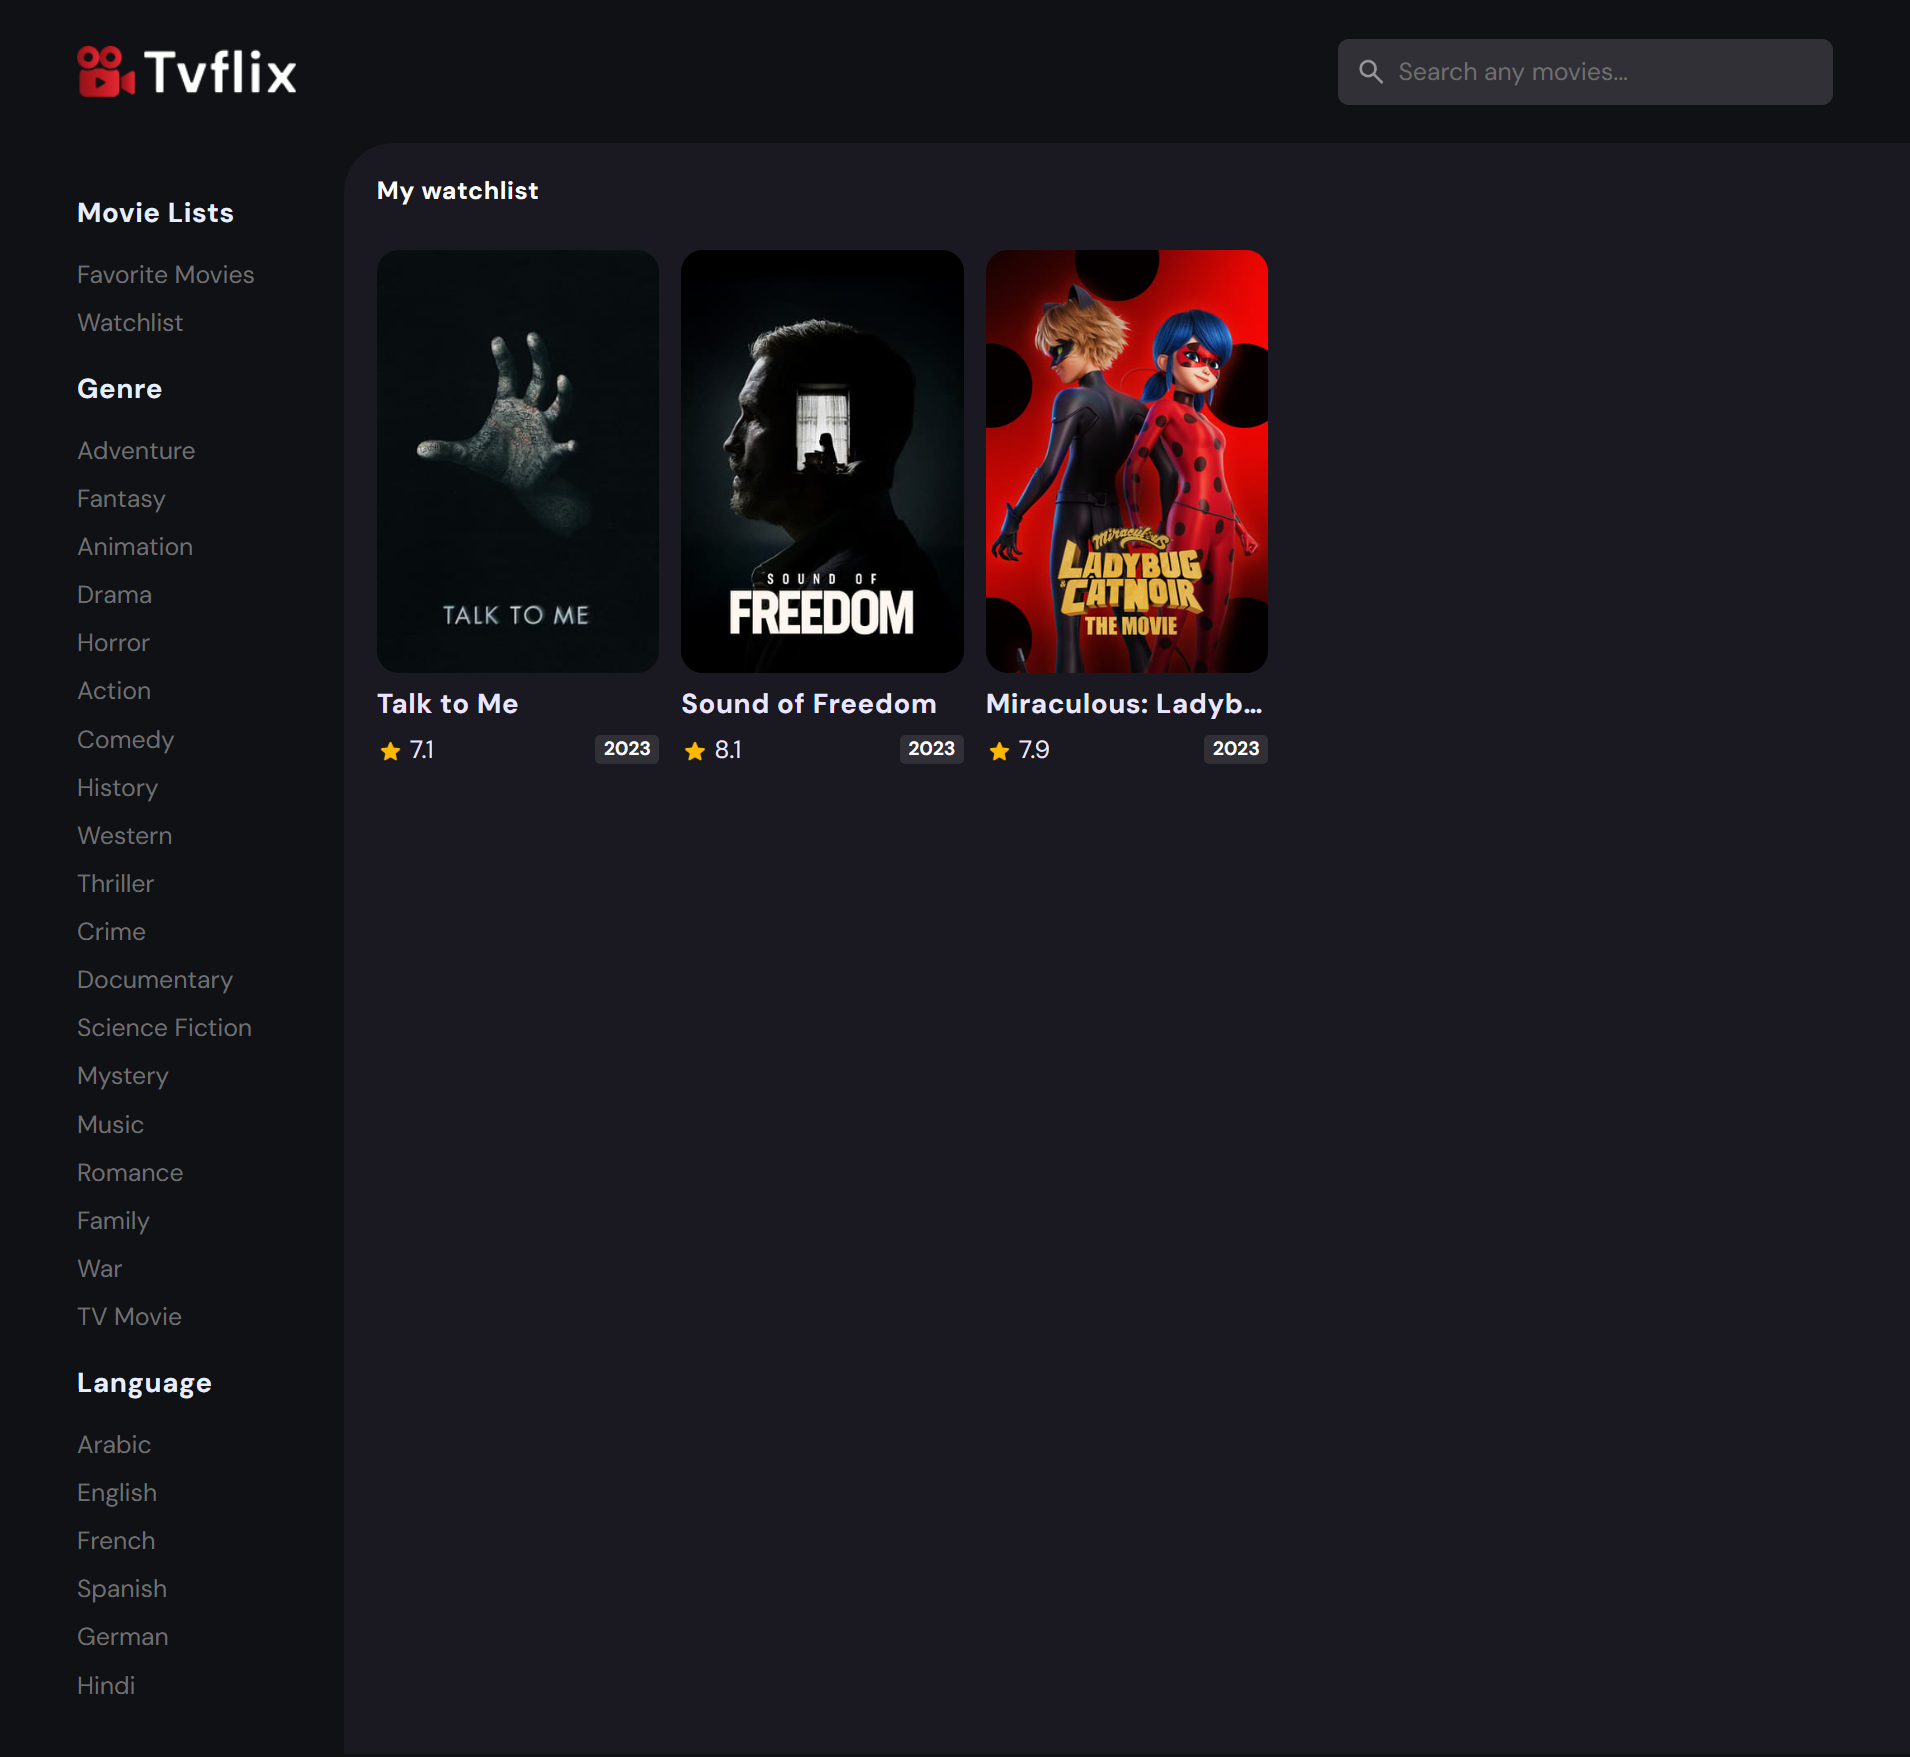 Tvflix
Search any movies...
Movie Lists
Favorite Movies
Watchlist
Genre
Adventure
Fantasy
Animation
Drama
Horror
Action
Comedy
History
Western
Thriller
Crime
Documentary
Science Fiction
Mystery
Music
Romance
Family
War
TV Movie
Language
Arabic
English
French
Spanish
German
Hindi
My watchlist
TALK TO ME
Talk to Me
7.1 2023
SOUND OF
FREEDOM
Sound of Freedom
8.1 2023
Miraculous
LADYBUG
& CATNOIR
THE MOVIE
Miraculous: Ladyb...
7.9 2023